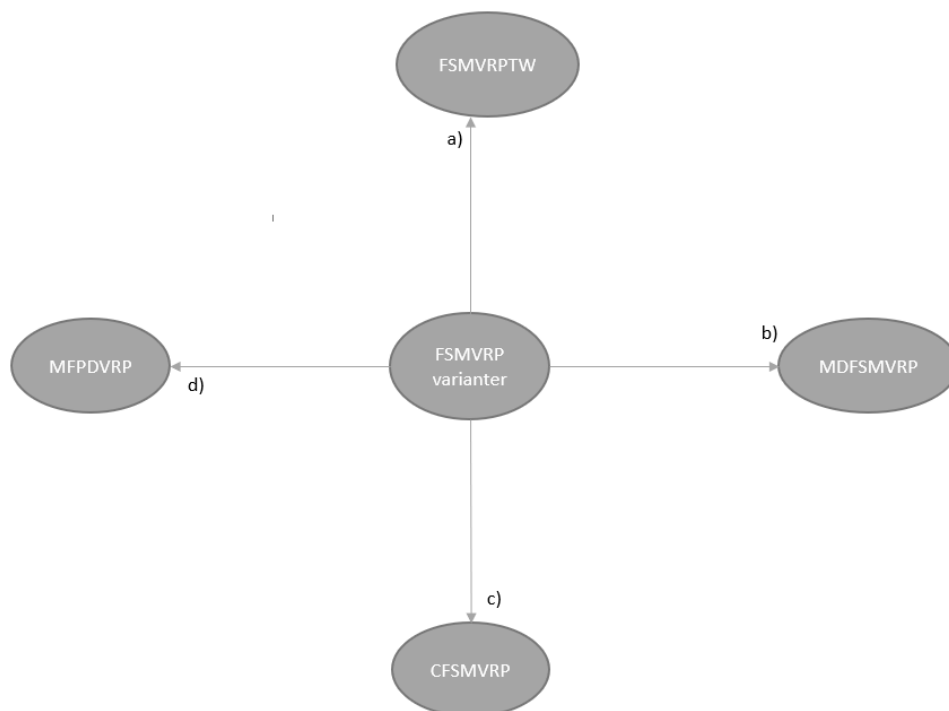 FSMVRPTW
a)
MFPDVRP
d)
FSMVRP
varianter
b)
MDFSMVRP
c)
CFSMVRP